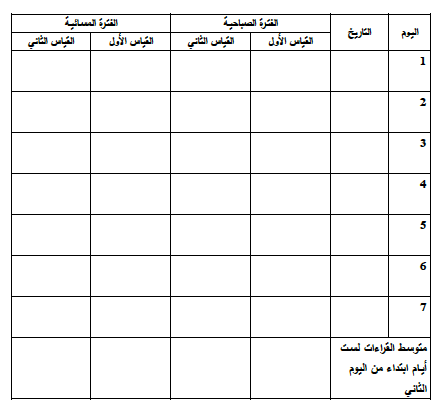 اليوم التاريخ الفترة الصباحية الفترة المسائية
القياس الأول القياس الثاني القياس الأول القياس الثاني
1
2
3
4
5
6
7
متوسط القراءات لست
أيام ابتداء من اليوم
الثاني